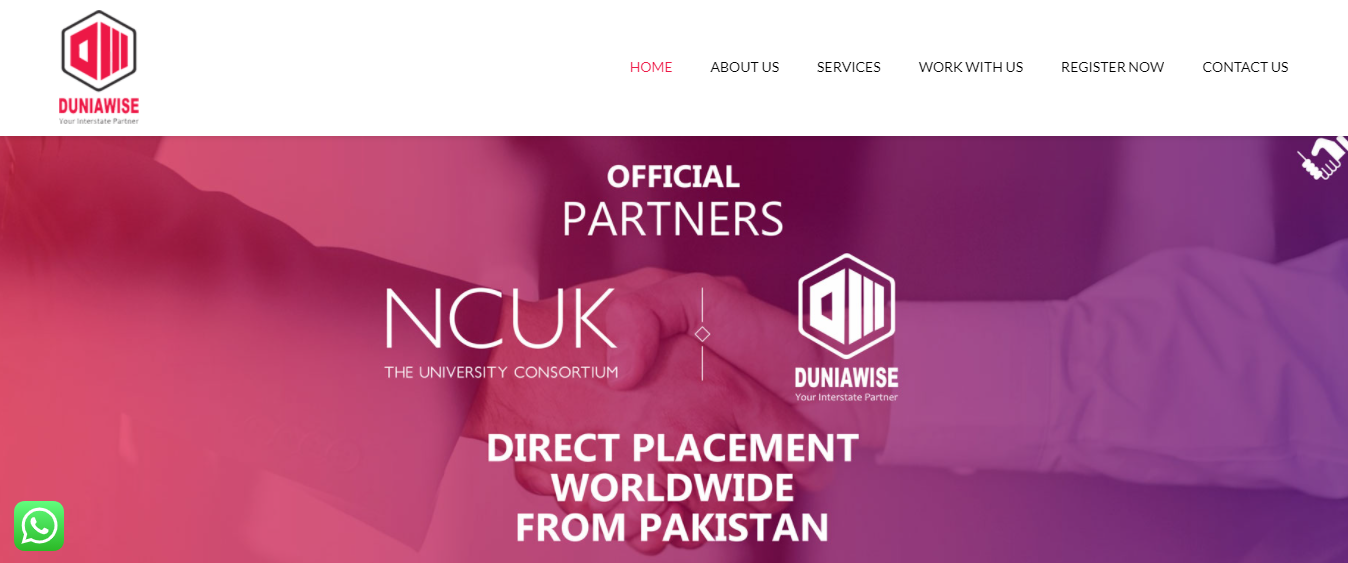 DUNIAWISE
Your Interstate Partner
HOME ABOUT US SERVICES WORK WITH US REGISTER NOW CONTACT US
OFFICIAL
PARTNERS
NCUK
THE UNIVERSITY CONSORTIUM
DUNIAWISE
Your Interstate Partner
DIRECT PLACEMENT
WORLDWIDE
FROM PAKISTAN